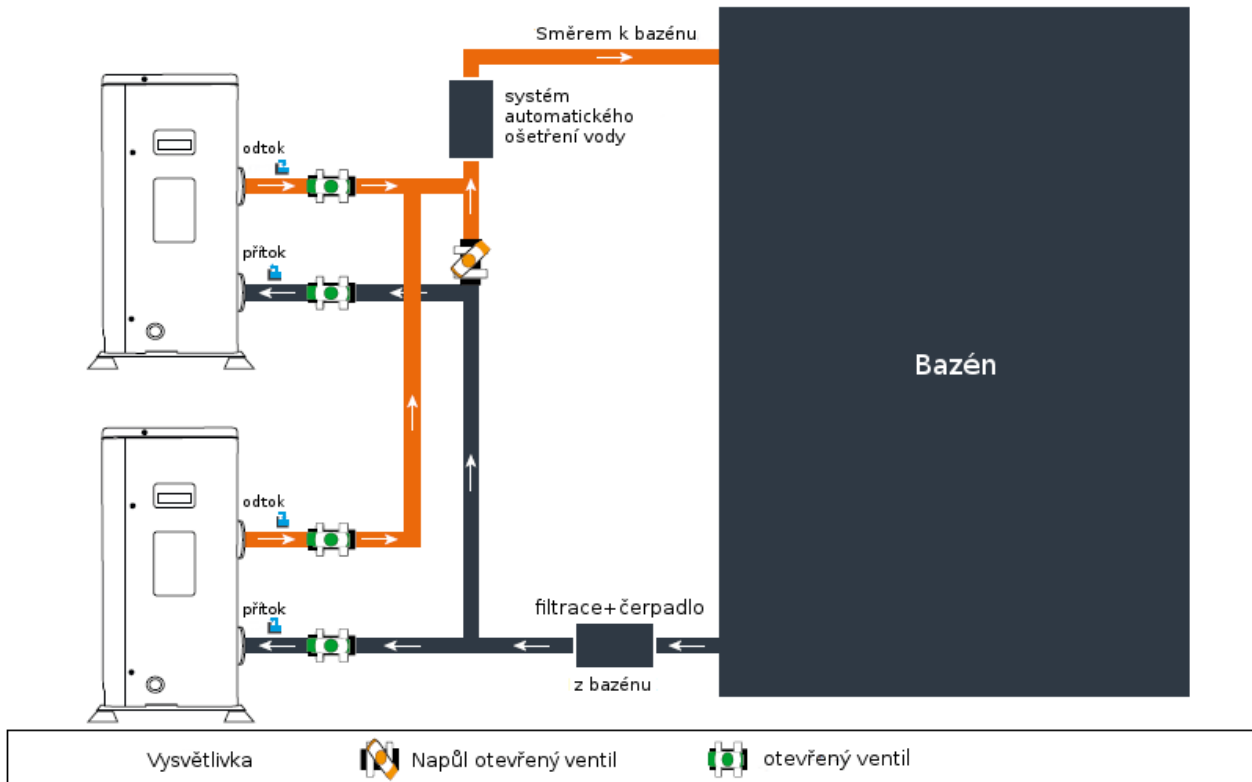 Směrem k bazénu
systém
automatického
ošetření vody
odtok
přítok
Bazén
odtok
přítok
filtrace+čerpadlo
z bazénu
Vysvětlivka
Napůl otevřený ventil
otevřený ventil